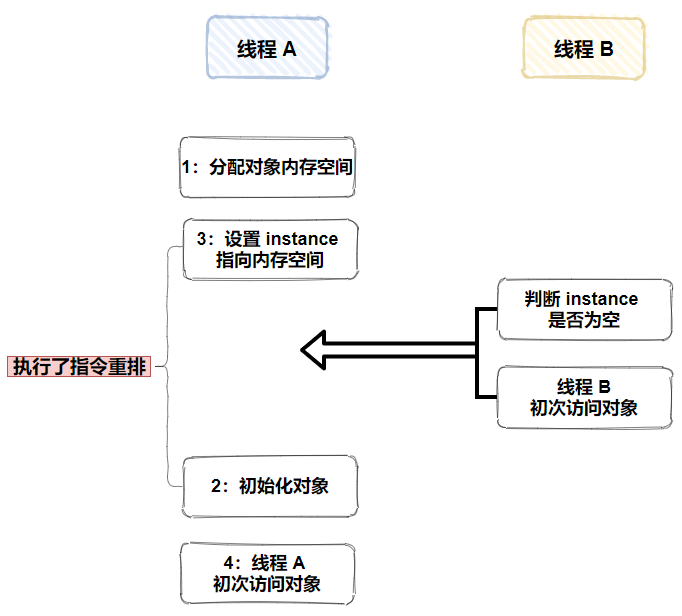 线程 A
线程 B
1：分配对象内存空间
3：设置 instance
指向内存空间
判断 instance
是否为空
执行了指令重排
线程 B
初次访问对象
2：初始化对象
4：线程 A
初次访问对象